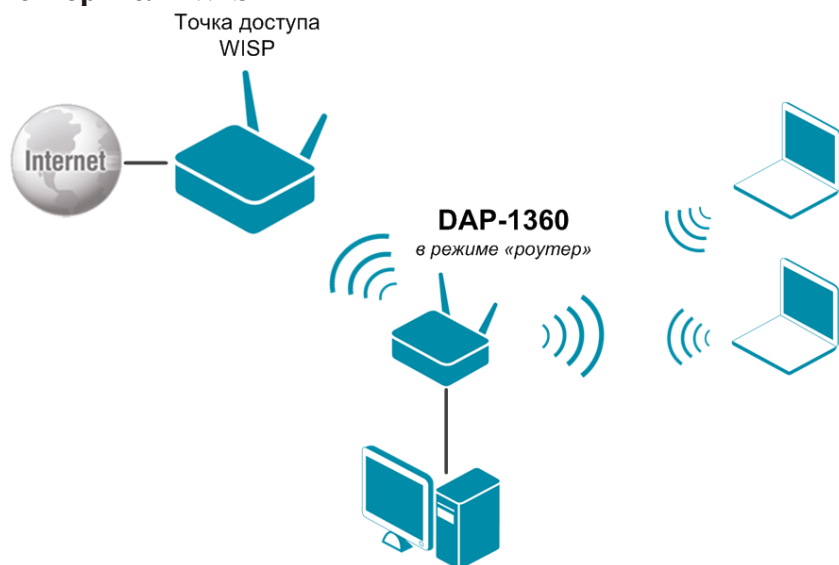 Точка доступа
WISP
Internet
DAP-1360
в режиме «роутер»